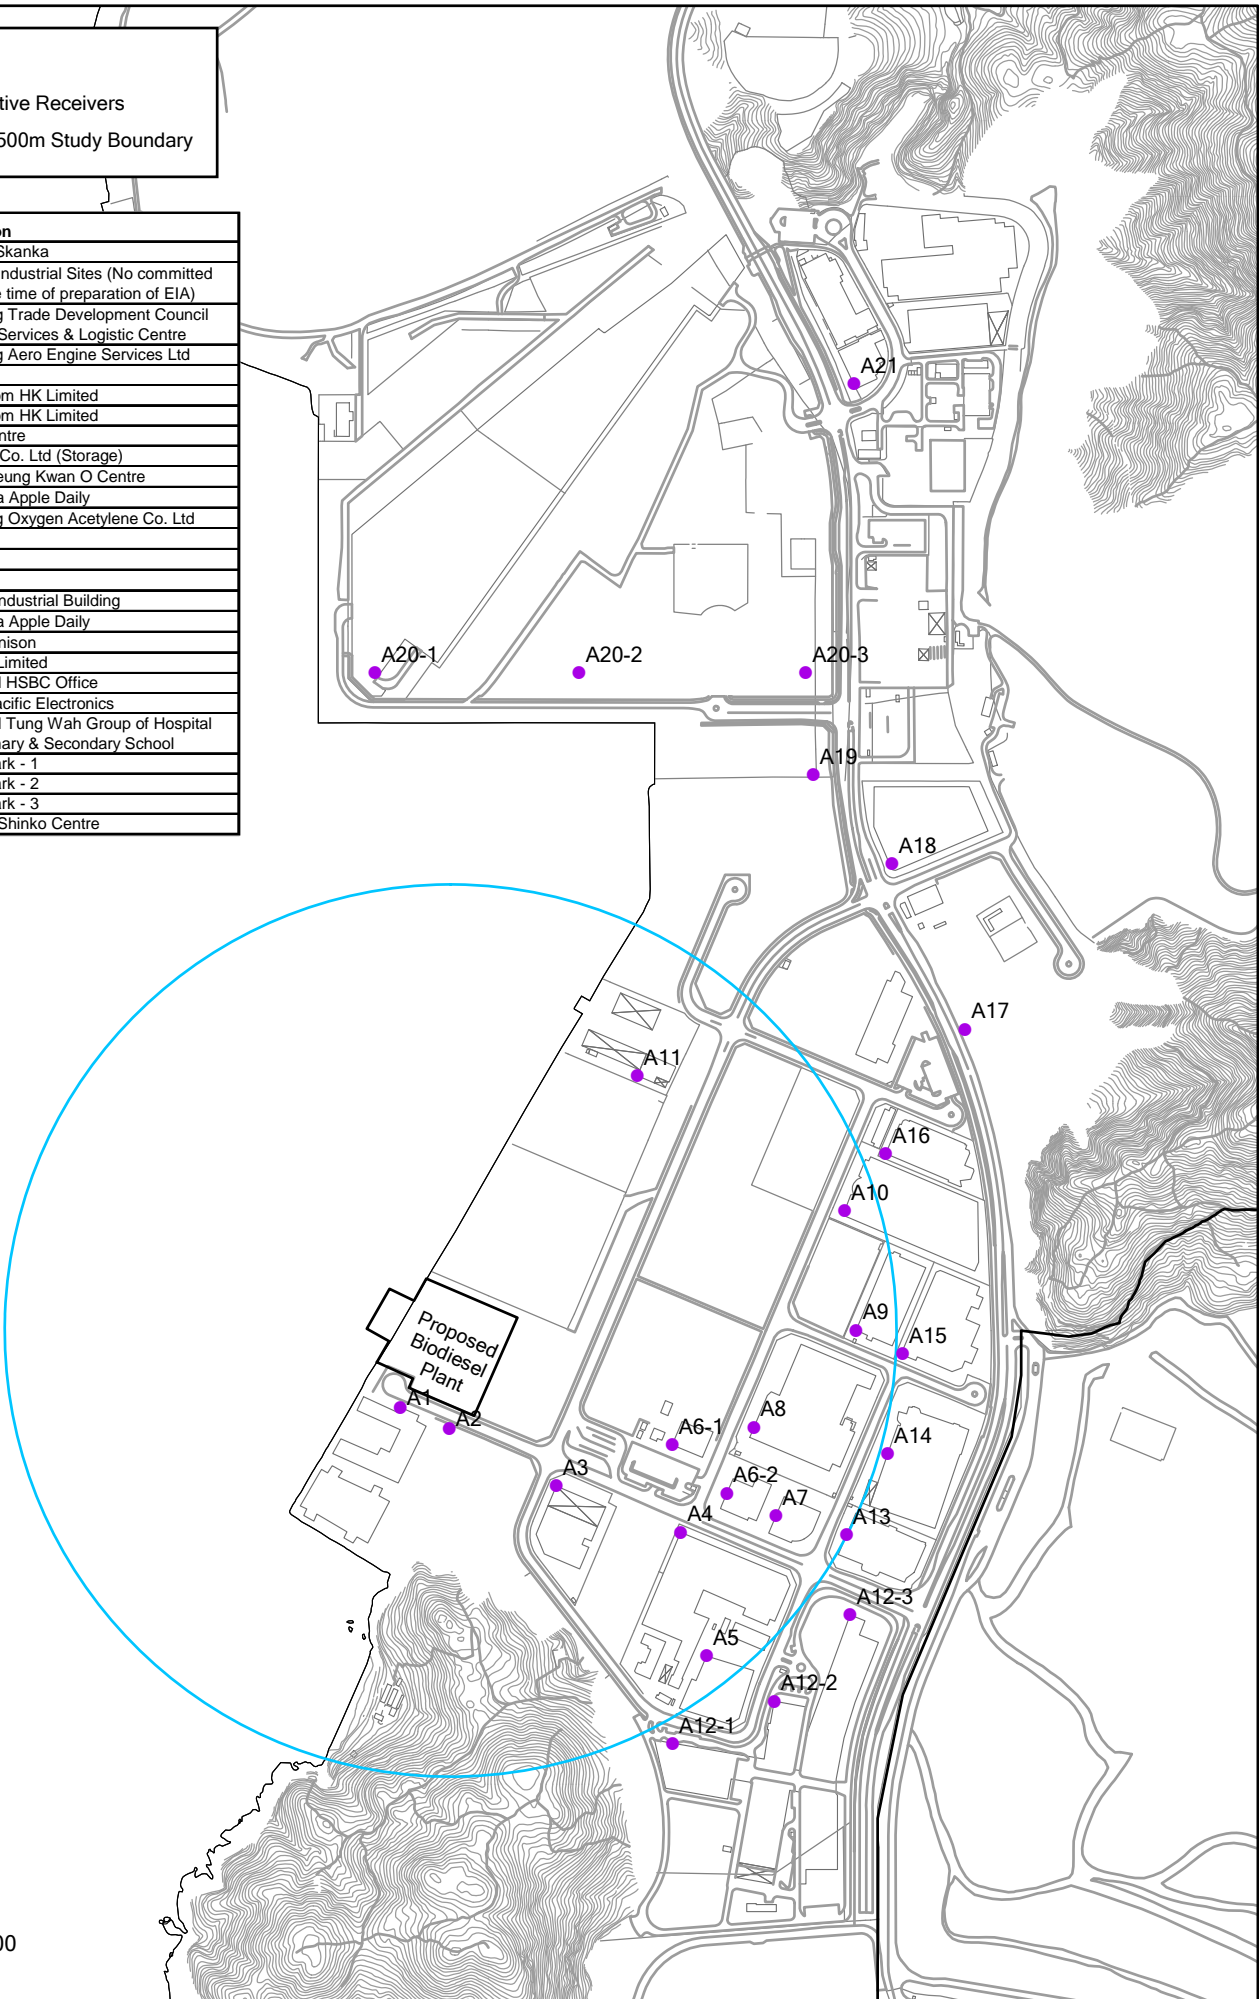 tive Receivers
500m Study Boundary
on
Skanka
ndustrial Sites (No committed
e time of preparation of EIA)
g Trade Development Council
Services & Logistic Centre
g Aero Engine Services Ltd
om HK Limited
om HK Limited
ntre
Co. Ltd (Storage)
eung Kwan O Centre
a Apple Daily
g Oxygen Acetylene Co. Ltd
ndustrial Building
a Apple Daily
nison
Limited
d HSBC Office
acific Electronics
d Tung Wah Group of Hospital
nary & Secondary School
ark - 1
ark - 2
ark - 3
Shinko Centre
A21
A20-1
A20-2
A20-3
A19
A18
A17
A11
A16
A10
A9
A15
Proposed
Biodiesel
Plant
A1
A2
A8
A6-1
A14
A3
A6-2
A7
A4
A13
A12-3
A5
A12-2
A12-1
00